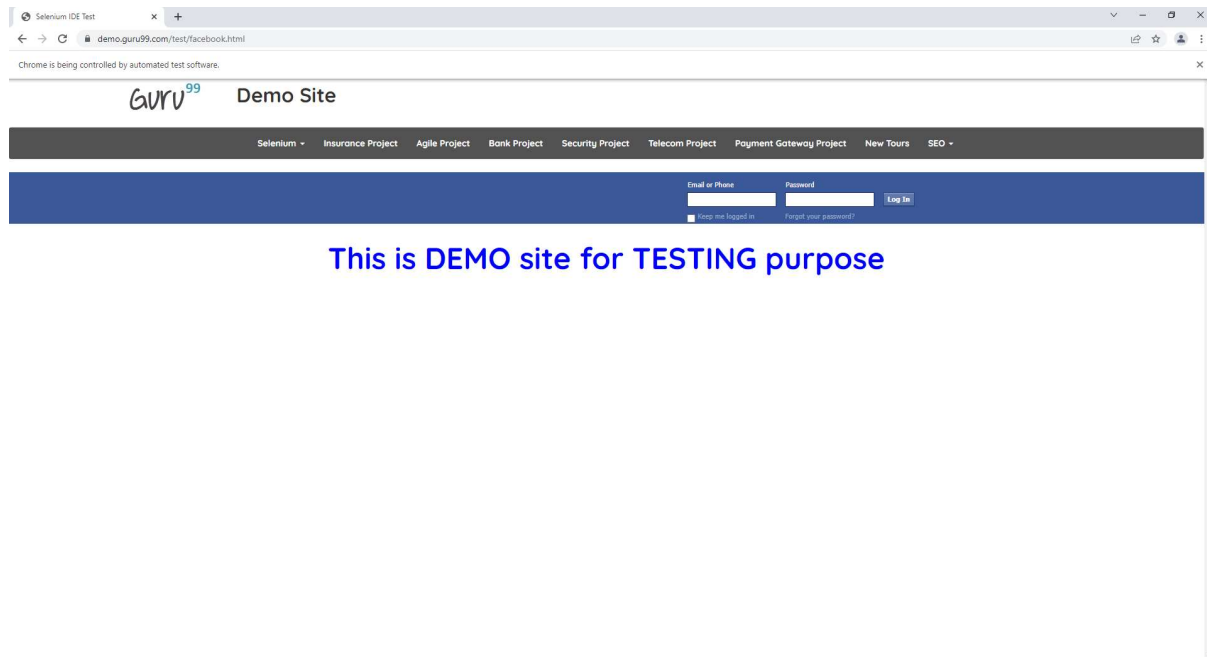 Selenium IDE Test
demo.guru99.com/test/facebook.html
Chrome is being controlled by automated test software.
Guru99 Demo Site
Selenium Insurance Project Agile Project Bank Project Security Project Telecom Project Payment Gateway Project New Tours SEO
Email or Phone Password
Log In
Keep me logged in Forgot your password?
This is DEMO site for TESTING purpose